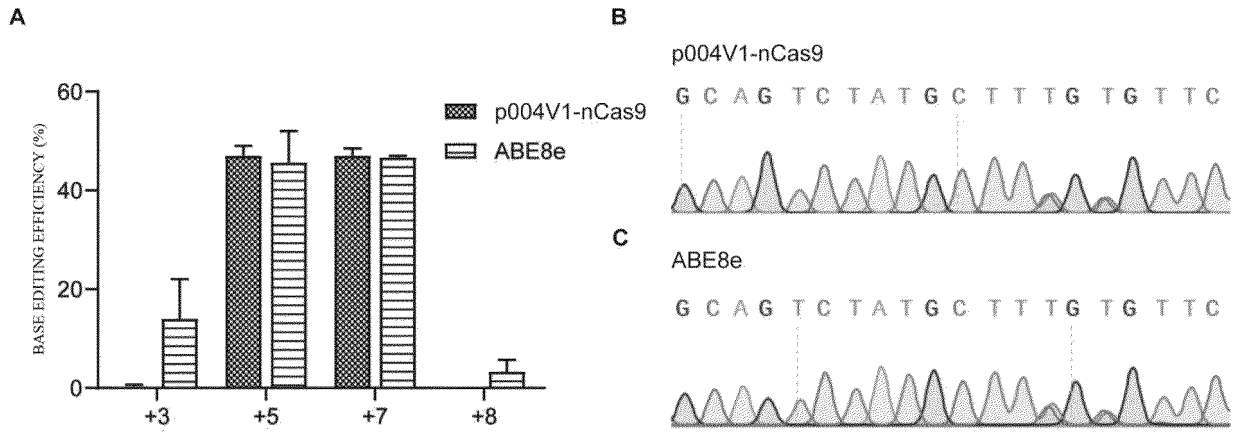 A
BASE EDITING EFFICIENCY (%)
60
40
20
0
+3
+5
+7
+8
p004V1-nCas9
ABE8e
B
p004V1-nCas9
G C A G T C T A T G C T T T G T G T T C
C
ABE8e
G C A G T C T A T G C T T T G T G T T C